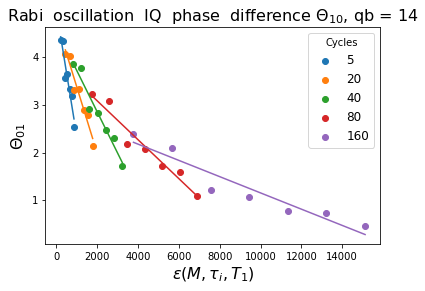 Rabi oscillation IQ phase difference Θ₁₀, qb = 14
Θ₀₁
4
3
2
1
Cycles
5
20
40
80
160
0 2000 4000 6000 8000 10000 12000 14000
ε(M, τᵢ, T₁)